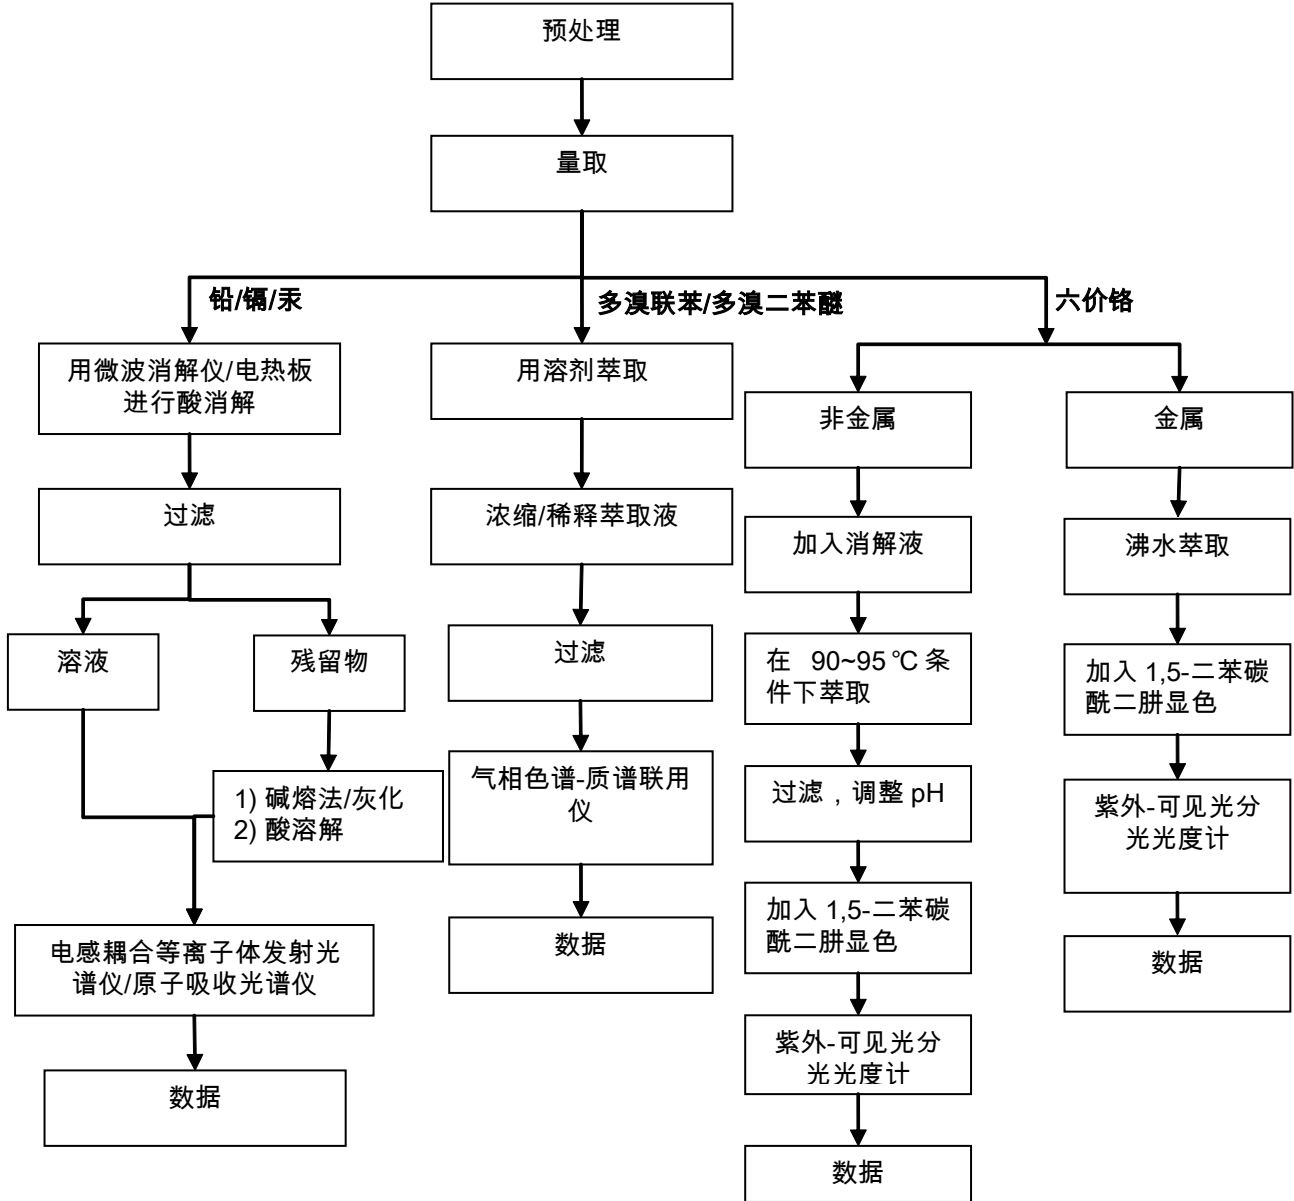 预处理
量取
铅/镉/汞
多溴联苯/多溴二苯醚
六价铬
用微波消解仪/电热板
进行酸消解
过滤
溶液
残留物
1) 碱熔法/灰化
2) 酸溶解
电感耦合等离子体发射光
谱仪/原子吸收光谱仪
数据
用溶剂萃取
浓缩/稀释萃取液
过滤
气相色谱-质谱联用
仪
数据
非金属
加入消解液
在 90~95 °C 条
件下萃取
过滤，调整 pH
加入 1,5-二苯碳
酰二肼显色
紫外-可见光分
光光度计
数据
金属
沸水萃取
加入 1,5-二苯碳
酰二肼显色
紫外-可见光分
光光度计
数据